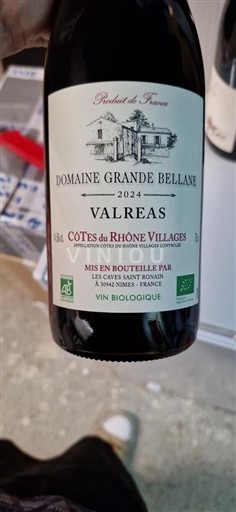 Produit de France
DOMAINE GRANDE BELLANE
2024
VALREAS
CÔTES DU RHÔNE VILLAGES
APPELLATION CÔTES DU RHÔNE VILLAGES CONTRÔLÉE
VINIOU
MIS EN BOUTEILLE PAR
LES CAVES SAINT RONAIN
À 30942 NIMES - FRANCE
VIN BIOLOGIQUE
AB